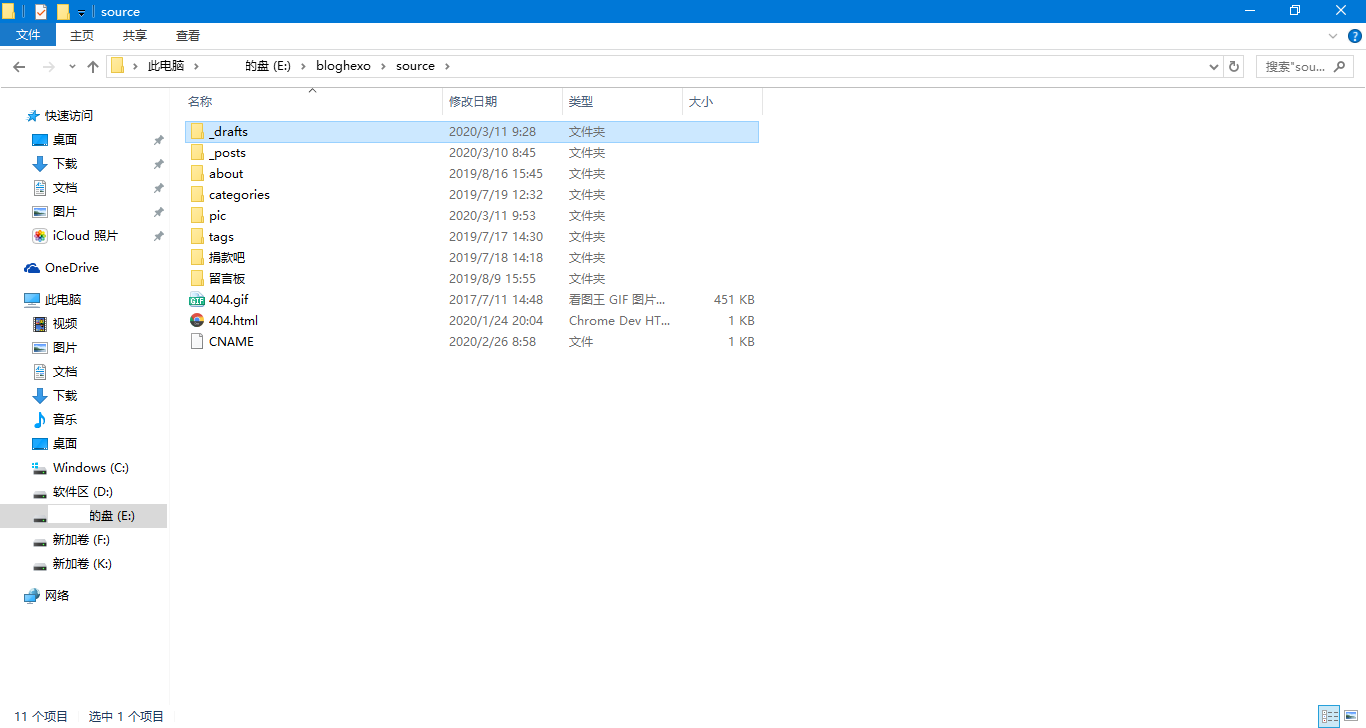 source
文件 主页 共享 查看
此电脑 的盘 (E:) bloghexo source 搜索"sou...
名称 修改日期 类型 大小
快速访问
桌面
下载
文档
图片
iCloud 照片
OneDrive
此电脑
视频
图片
文档
下载
音乐
桌面
Windows (C:)
软件区 (D:)
的盘 (E:)
新加卷 (F:)
新加卷 (K:)
网络
_drafts 2020/3/11 9:28 文件夹
_posts 2020/3/10 8:45 文件夹
about 2019/8/16 15:45 文件夹
categories 2019/7/19 12:32 文件夹
pic 2020/3/11 9:53 文件夹
tags 2019/7/17 14:30 文件夹
捐款吧 2019/7/18 14:18 文件夹
留言板 2019/8/9 15:55 文件夹
GIF 404.gif 2017/7/11 14:48 看图王 GIF 图片... 451 KB
404.html 2020/1/24 20:04 Chrome Dev HT... 1 KB
CNAME 2020/2/26 8:58 文件 1 KB
11 个项目 选中 1 个项目